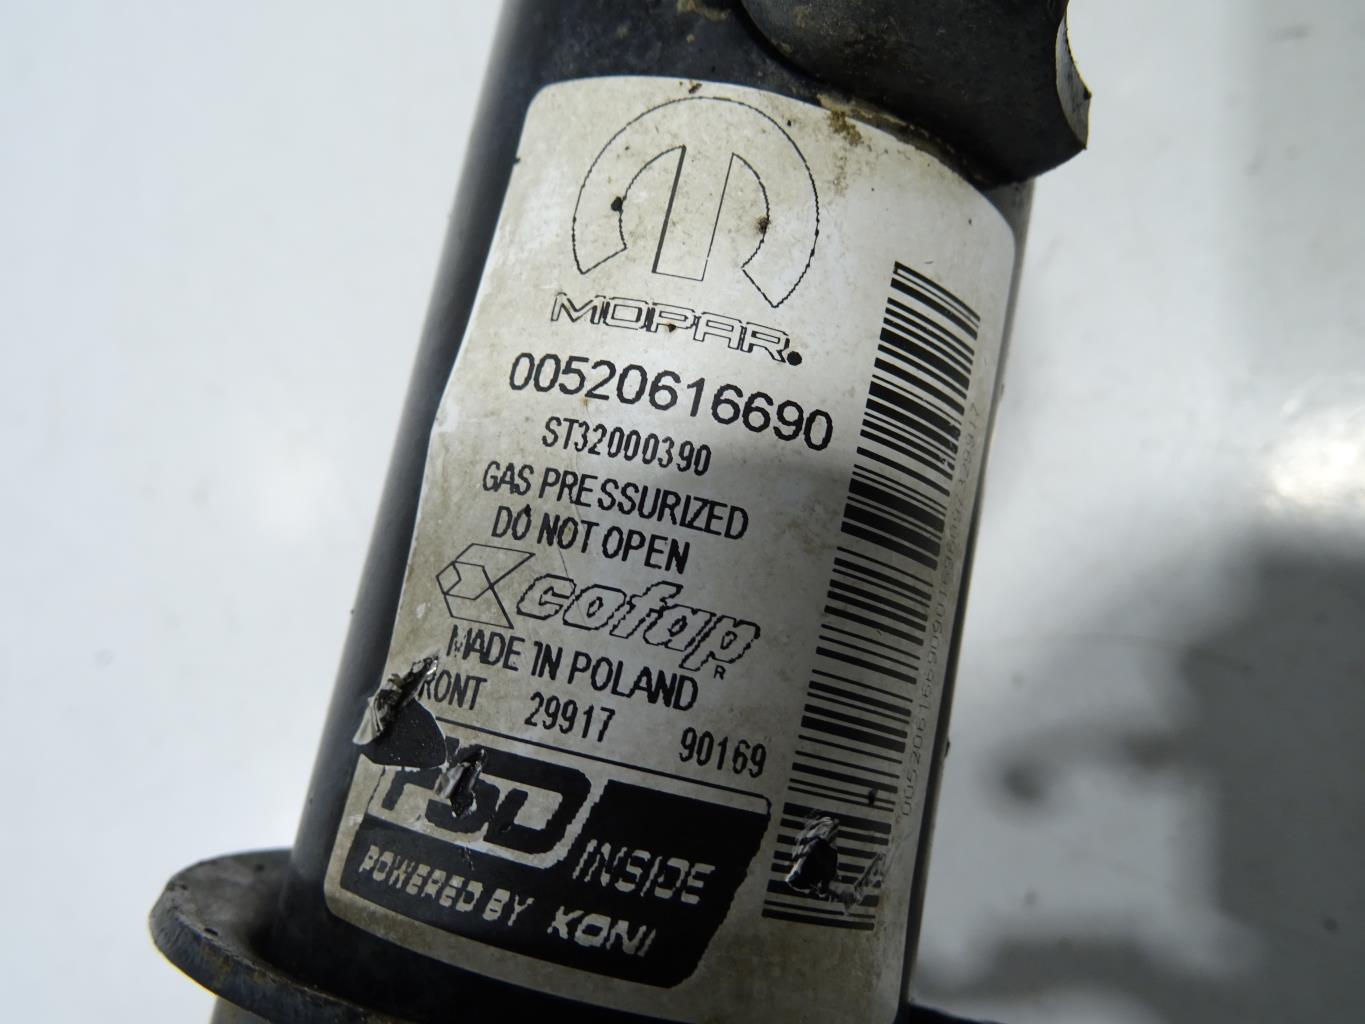 MOPAR
00520616690
ST32000390
GAS PRESSURIZED
DO NOT OPEN
cofap
R
MADE IN POLAND
RONT 29917 90169
FSD
INSIDE
POWERED BY KONI